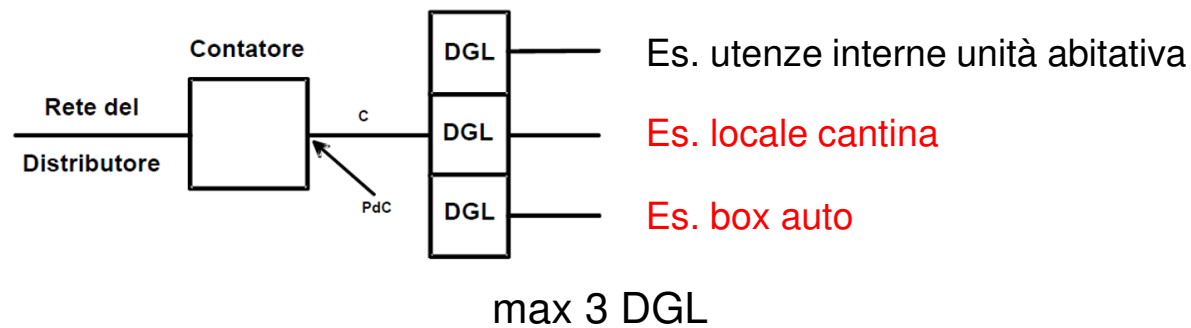 Contatore
DGL
Es. utenze interne unità abitativa
Rete del
C
DGL
Es. locale cantina
Distributore
PdC
DGL
Es. box auto
max 3 DGL